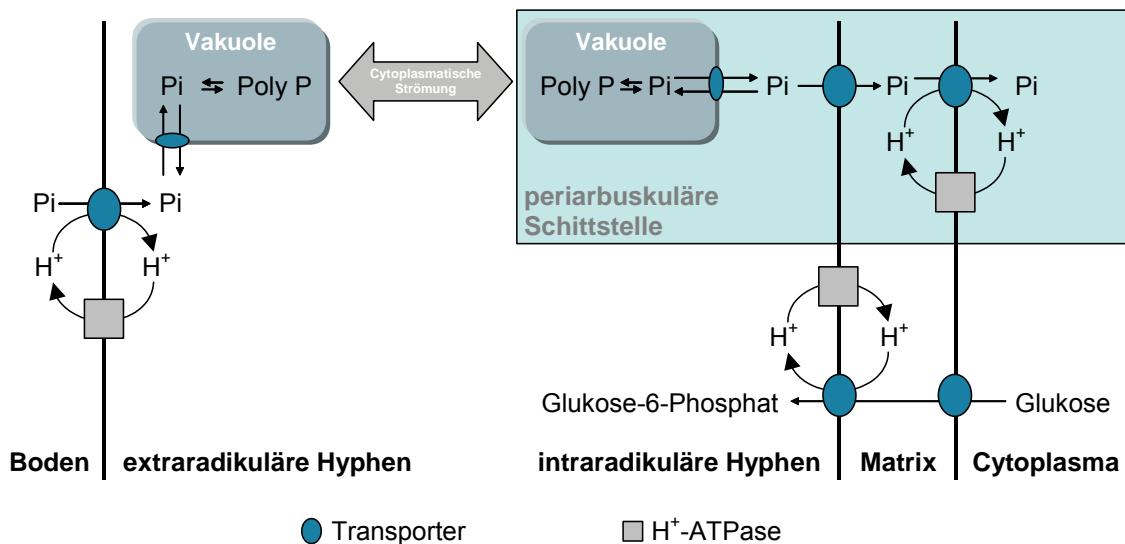 Vakuole
Pi ⇌ Poly P
Cytoplasmatische
Strömung
Vakuole
Poly P ⇌ Pi
Pi
Pi
Pi
H⁺
H⁺
periarbuskuläre
Schittstelle
Pi
Pi
H⁺
H⁺
H⁺
H⁺
Glukose-6-Phosphat
Glukose
Boden
extraradikuläre Hyphen
intraradikuläre Hyphen
Matrix
Cytoplasma
Transporter
H⁺-ATPase